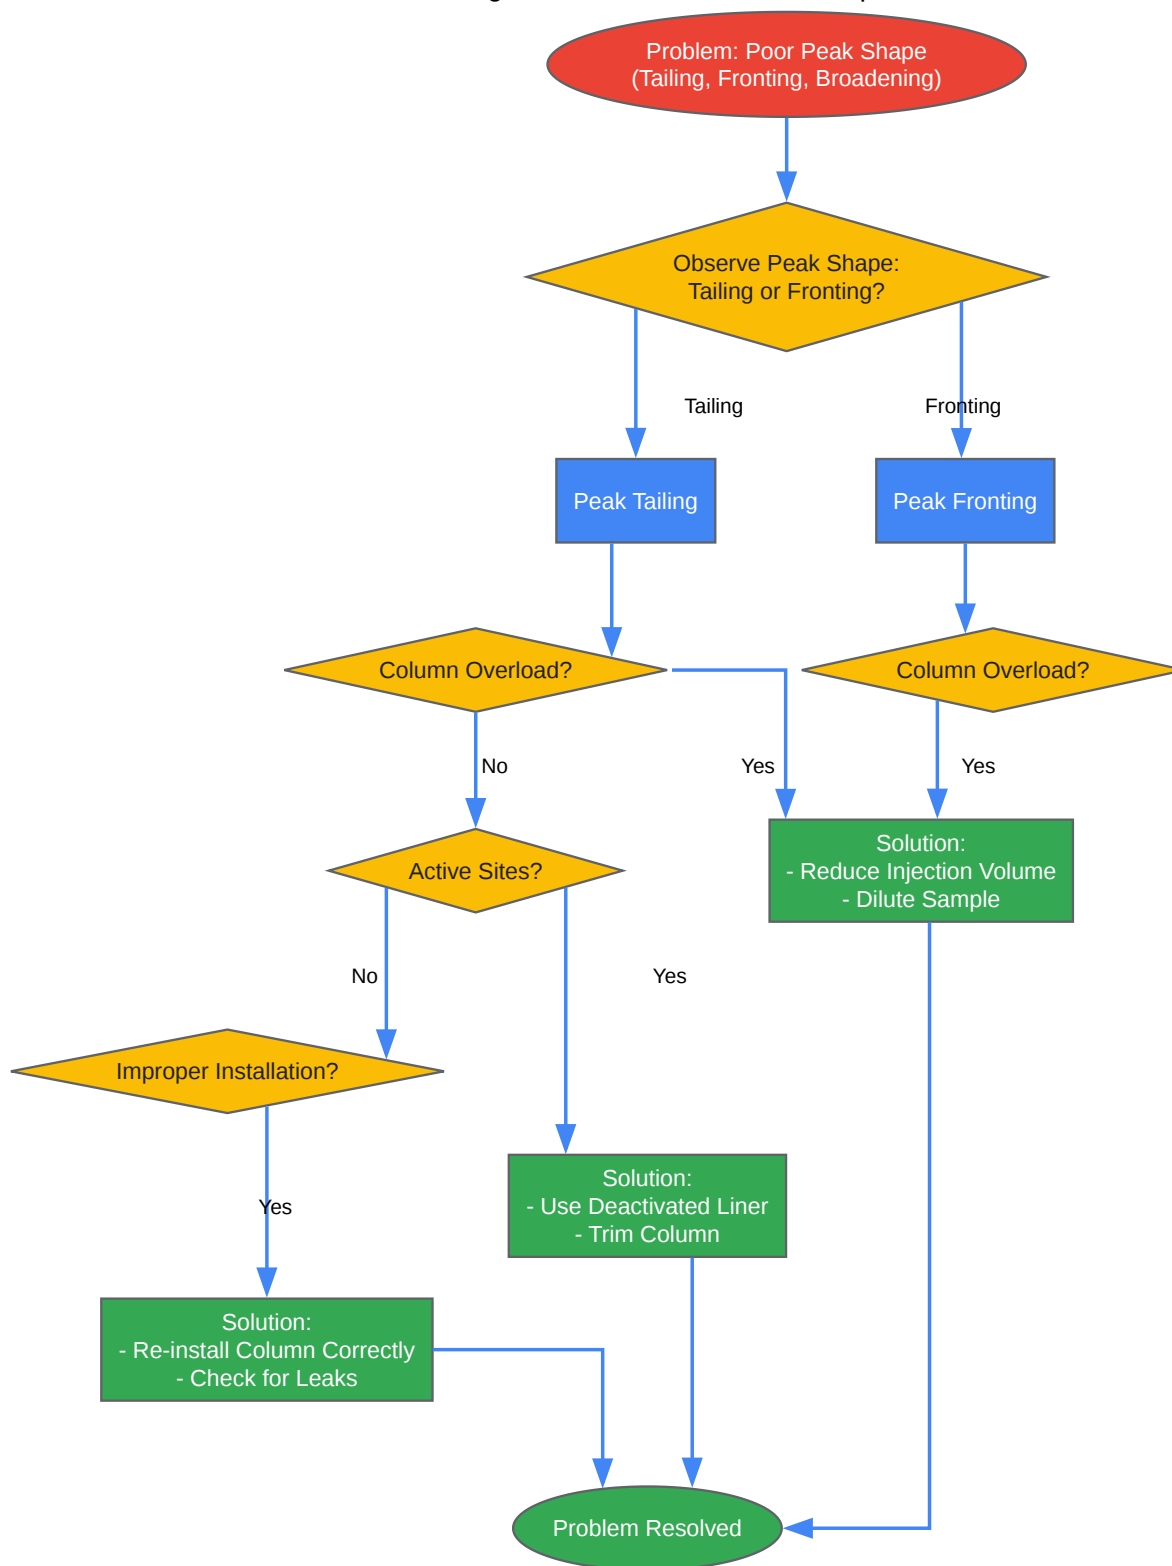 Problem: Poor Peak Shape
(Tailing, Fronting, Broadening)
Observe Peak Shape:
Tailing or Fronting?
Tailing
Fronting
Peak Tailing
Peak Fronting
Column Overload?
Column Overload?
No
Yes
Yes
Solution:
- Reduce Injection Volume
- Dilute Sample
Active Sites?
No
Yes
Improper Installation?
Solution:
- Use Deactivated Liner
- Trim Column
Yes
Solution:
- Re-install Column Correctly
- Check for Leaks
Problem Resolved